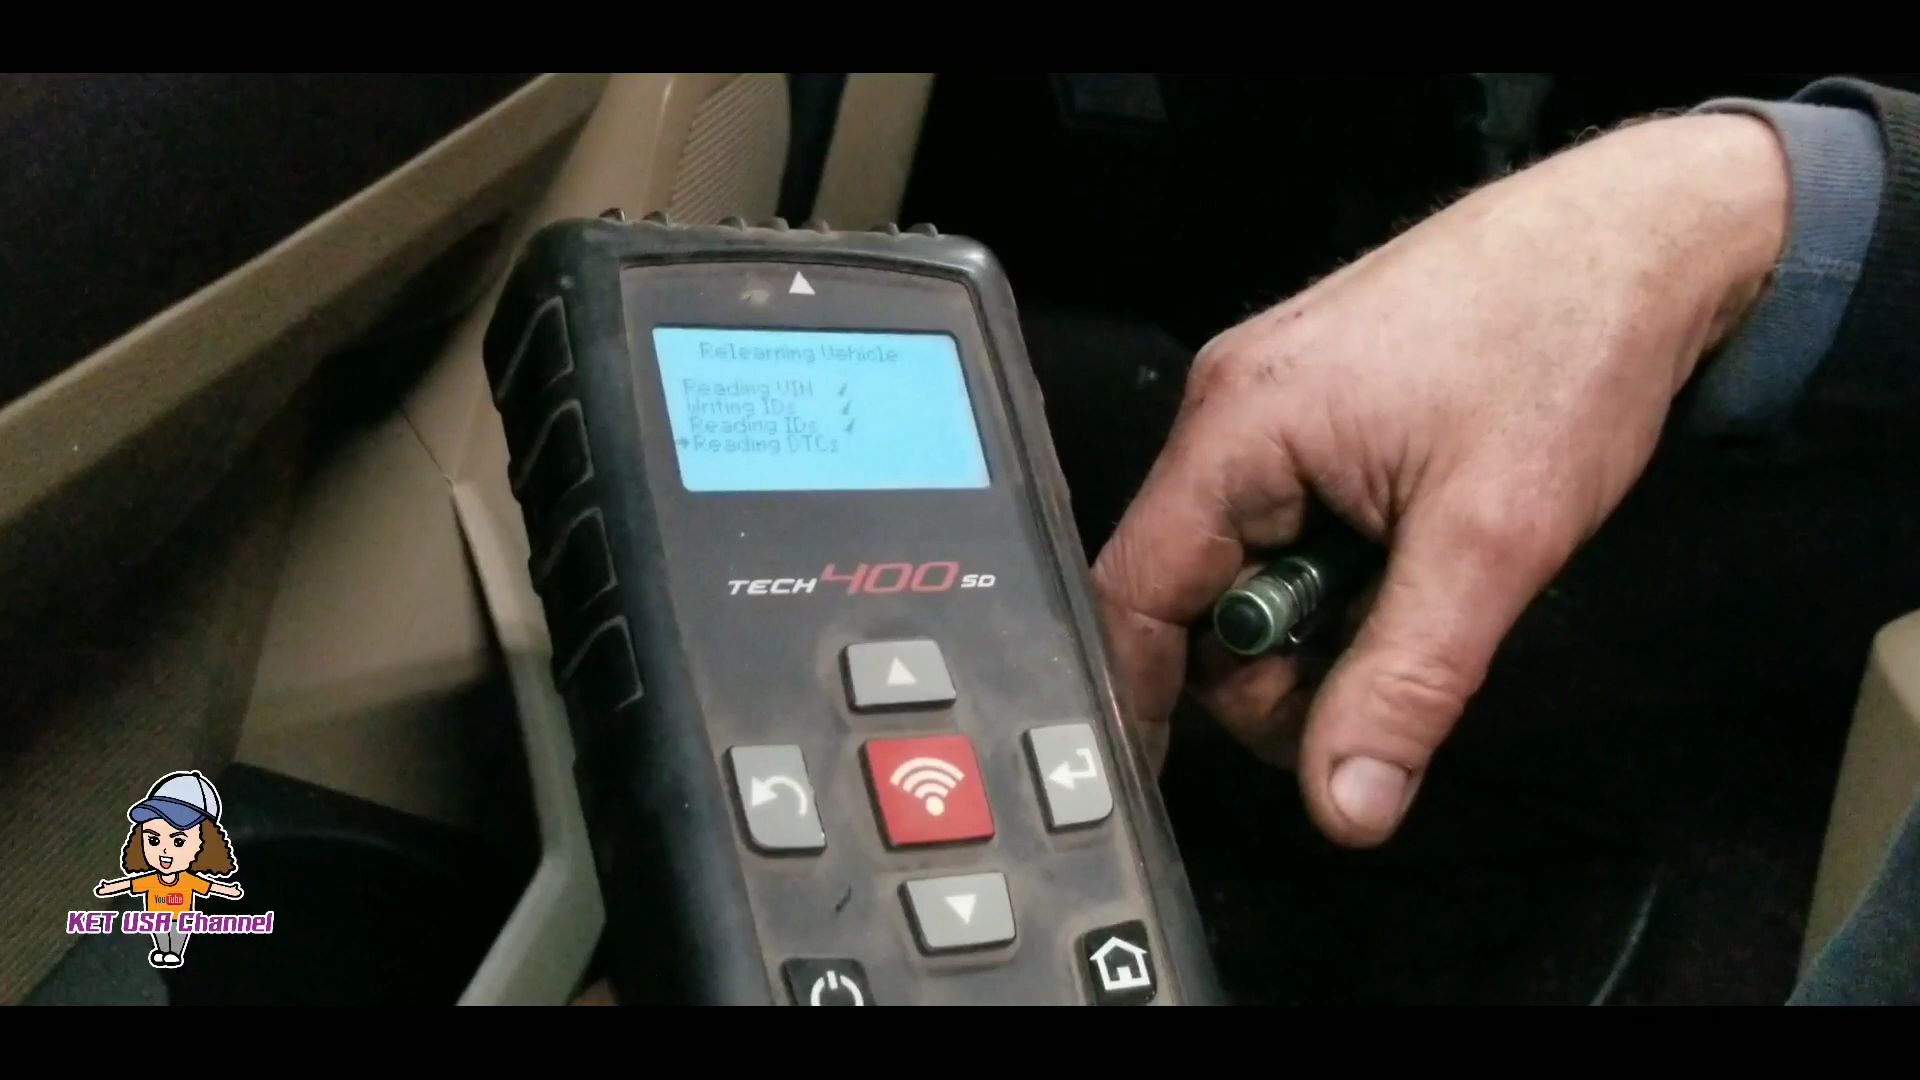 Relearning Vehicle
Reading VIN
Writing IDs
Reading IDs
Reading DTCs
TECH400SD
YouTube
KET USA Channel